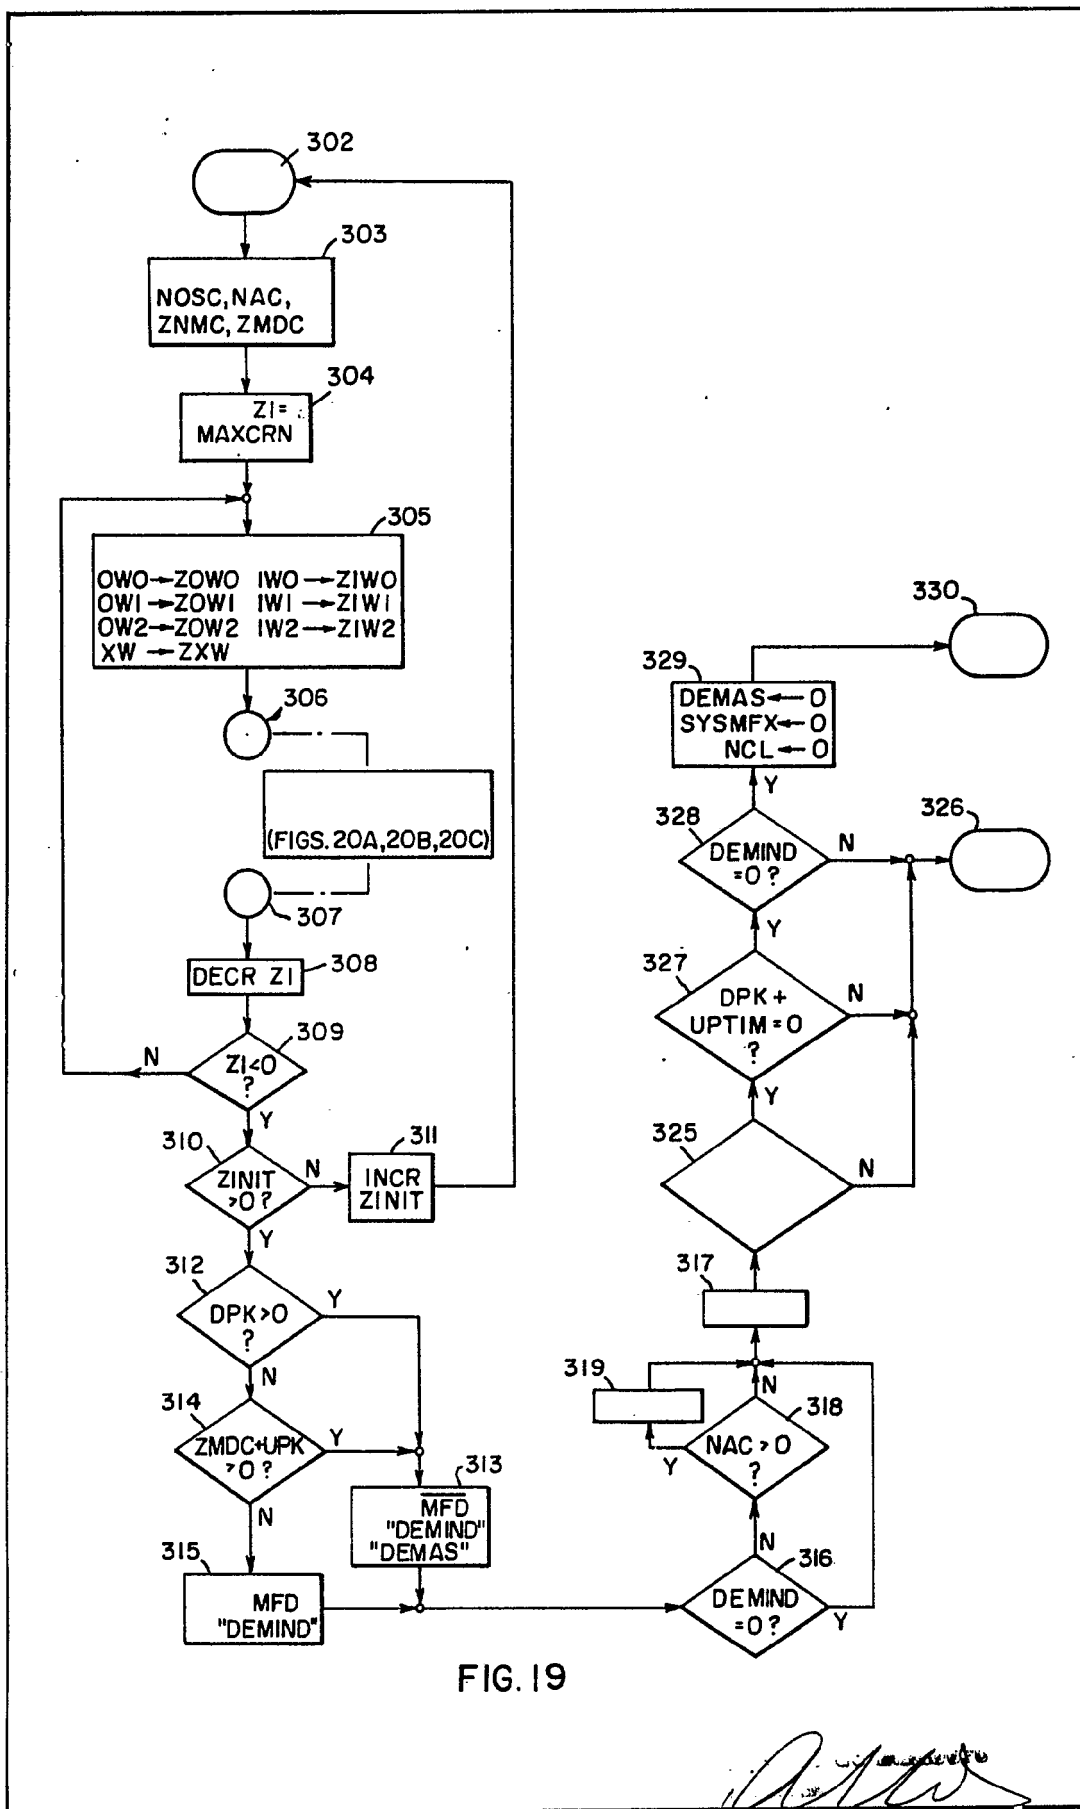 302
303
NOSC, NAC,
ZNMC, ZMDC
304
ZI=
MAXCRN
305
OWO→ZOWO IWO→ZIWO
OW1→ZOW1 IW1→ZIW1
OW2→ZOW2 IW2→ZIW2
XW→ZXW
306
(FIGS. 20A, 20B, 20C)
307
DECR ZI
308
309
ZI<0
?
N
Y
310
ZINIT
>0?
N
Y
311
INCR
ZINIT
312
DPK>0
?
Y
N
314
ZMDC+UPK
>0?
Y
N
313
MFD
"DEMIND"
"DEMAS"
315
MFD
"DEMIND"
316
DEMIND
=0?
N
Y
318
NAC>0
?
N
Y
319
317
325
N
Y
327
DPK+
UPTIM=0
?
N
Y
328
DEMIND
=0?
N
Y
326
329
DEMAS←0
SYSMFX←0
NCL←0
330
FIG. 19